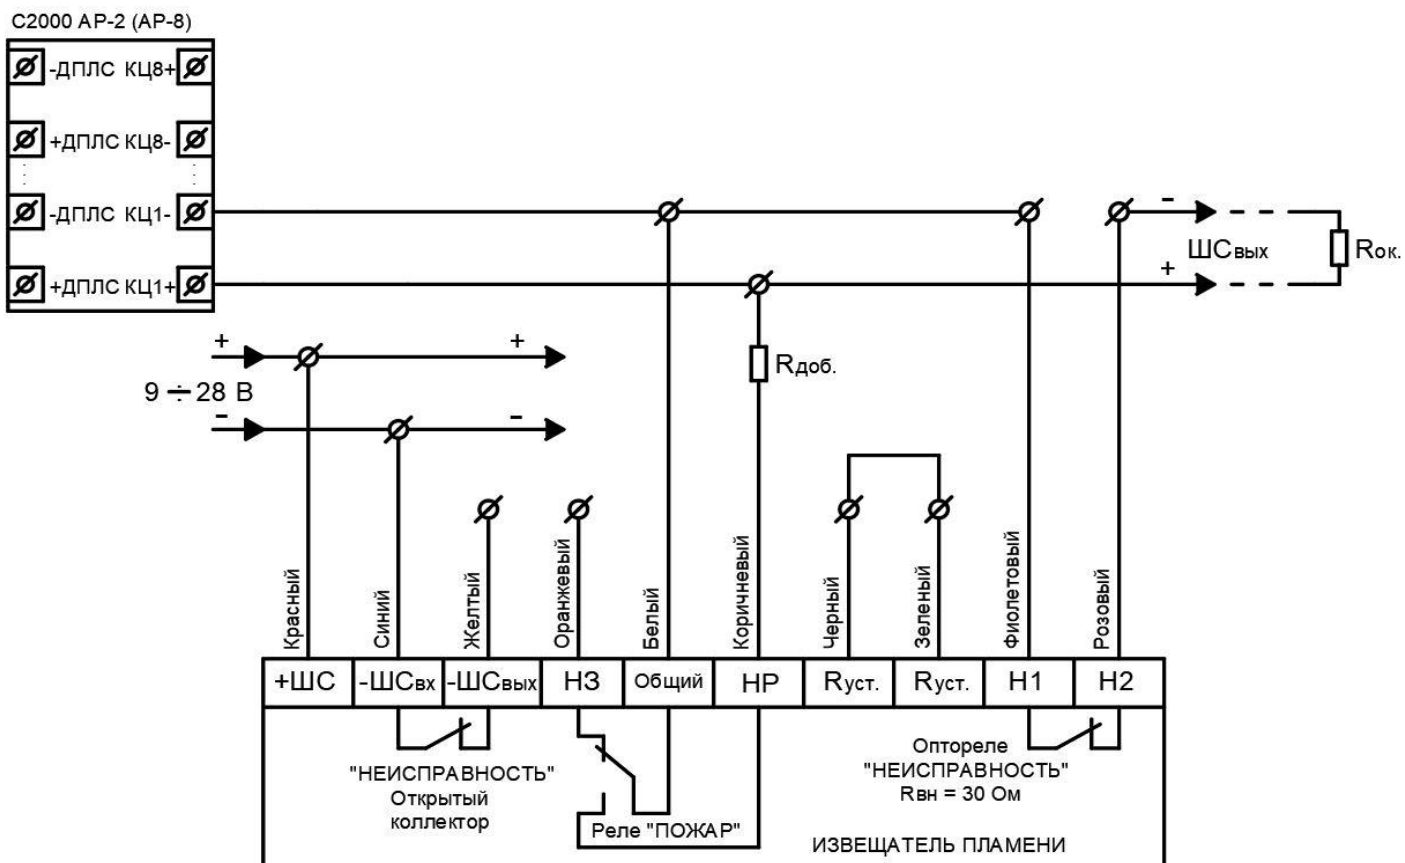 С2000 АР-2 (АР-8)
-ДПЛС КЦ8+
+ДПЛС КЦ8-
-ДПЛС КЦ1-
+ДПЛС КЦ1+
-
ШСвых
+
Rок.
+ +
9 ÷ 28 В
- -
Rдоб.
Красный
Синий
Желтый
Оранжевый
Белый
Коричневый
Черный
Зеленый
Фиолетовый
Розовый
+ШС -ШСвх -ШСвых НЗ Общий НР Rуст. Rуст. Н1 Н2
"НЕИСПРАВНОСТЬ"
Открытый
коллектор
Реле "ПОЖАР"
Оптореле
"НЕИСПРАВНОСТЬ"
Rвн = 30 Ом
ИЗВЕЩАТЕЛЬ ПЛАМЕНИ